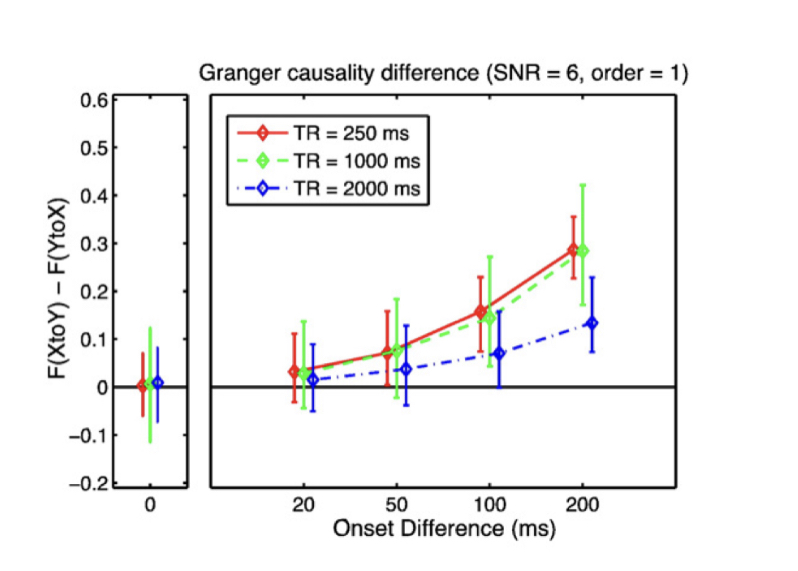 Granger causality difference (SNR = 6, order = 1)
F(XtoY) − F(YtoX)
0.6
0.5
0.4
0.3
0.2
0.1
0
−0.1
−0.2
TR = 250 ms
TR = 1000 ms
TR = 2000 ms
0
20 50 100 200
Onset Difference (ms)